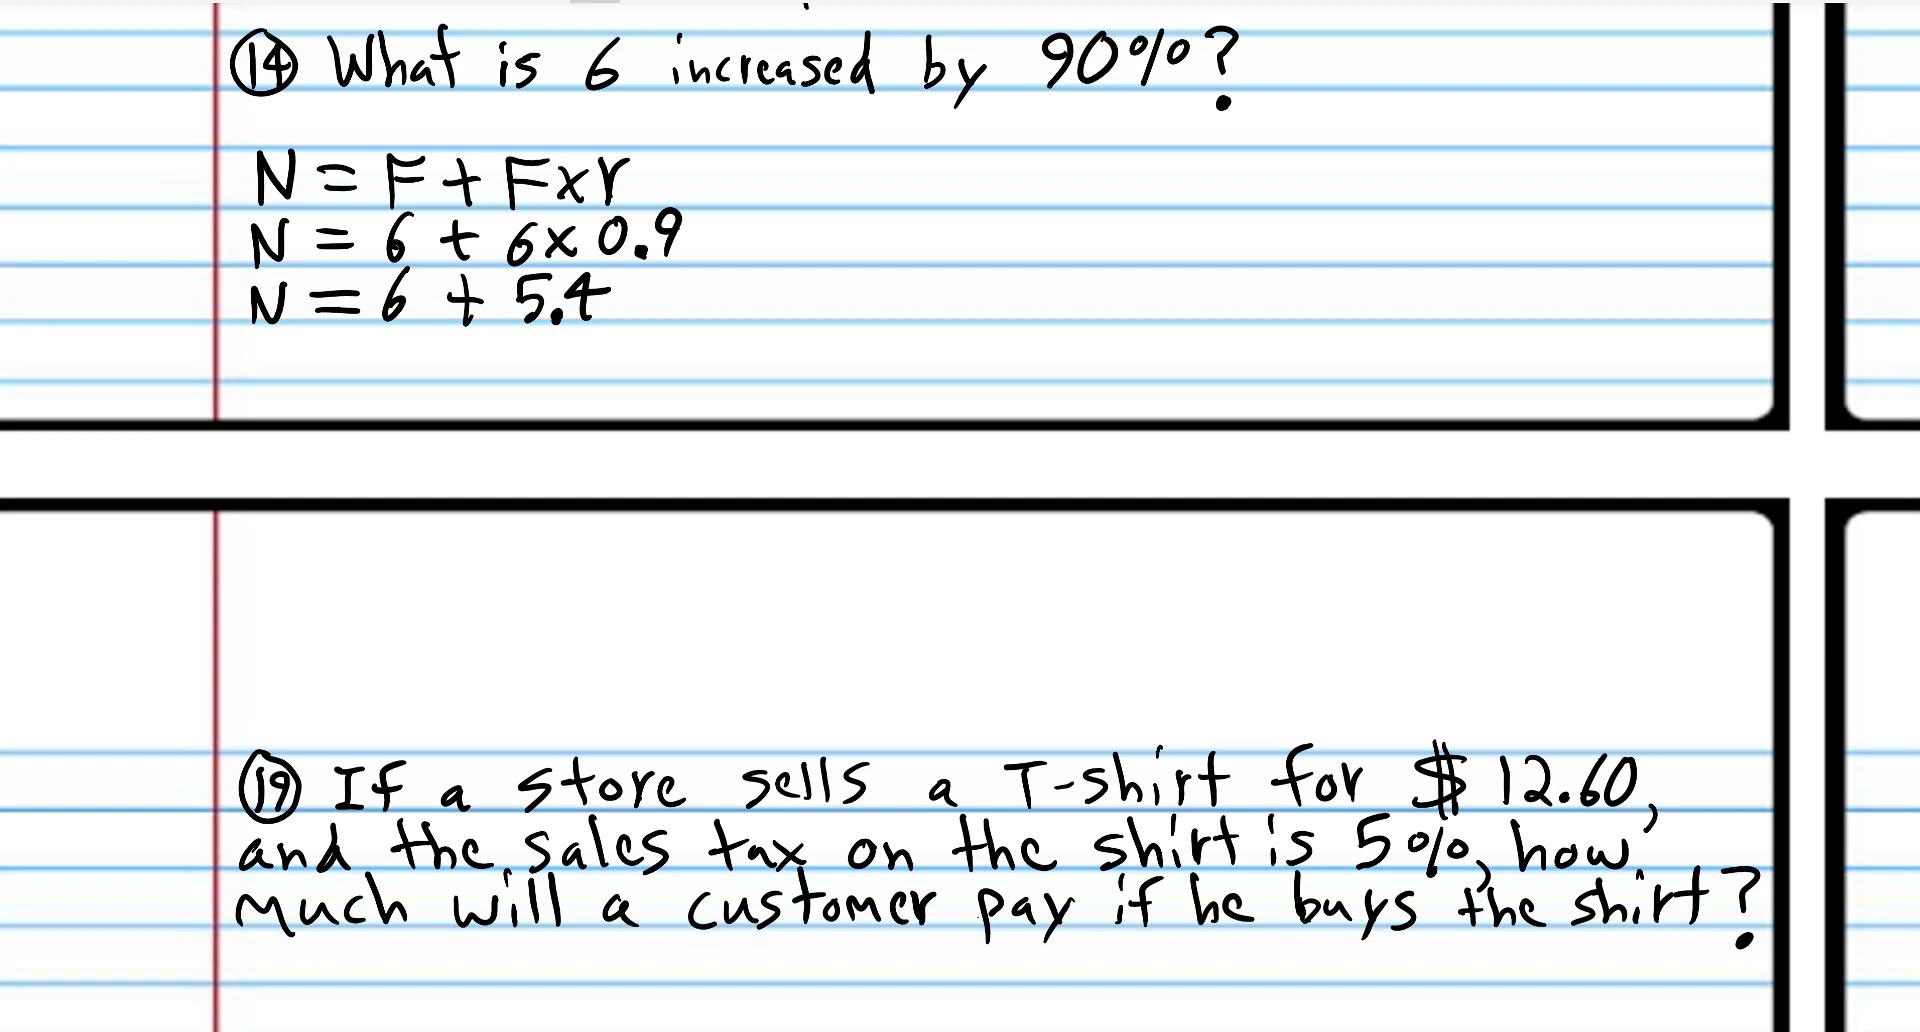 ⑭ What is 6 increased by 90%?
N = F + F x r
N = 6 + 6 x 0.9
N = 6 + 5.4
⑲ If a store sells a T-shirt for $12.60,
and the sales tax on the shirt is 5%, how
much will a customer pay if he buys the shirt?